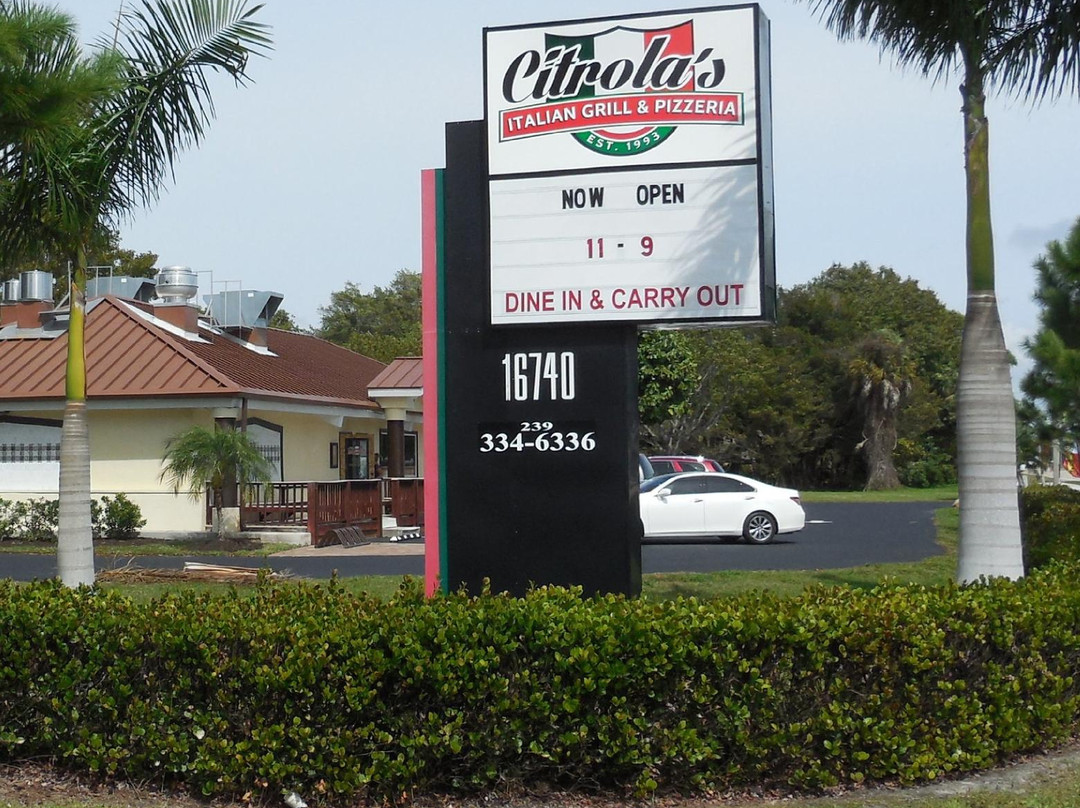 Citrola's
ITALIAN GRILL & PIZZERIA
EST. 1993
NOW OPEN
11 - 9
DINE IN & CARRY OUT
16740
239
334-6336